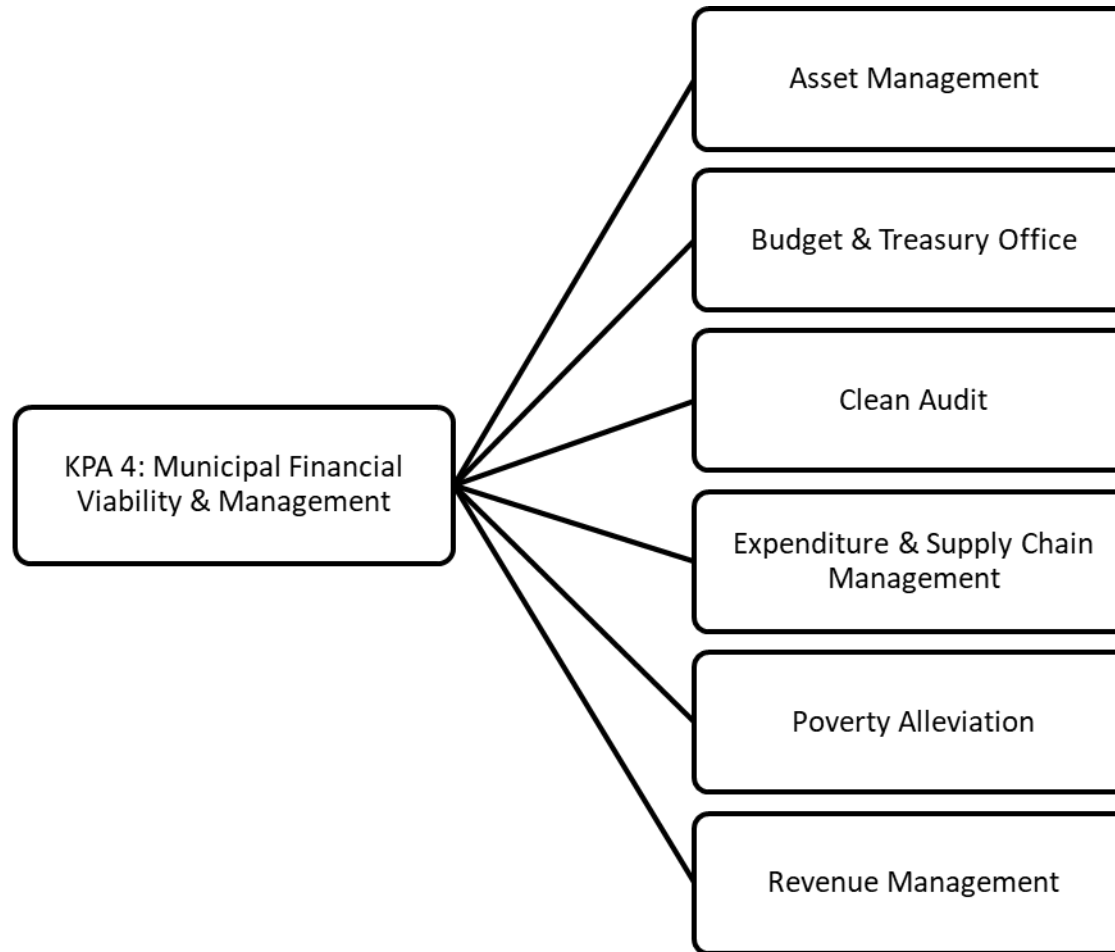 Asset Management
Budget & Treasury Office
Clean Audit
KPA 4: Municipal Financial
Viability & Management
Expenditure & Supply Chain
Management
Poverty Alleviation
Revenue Management